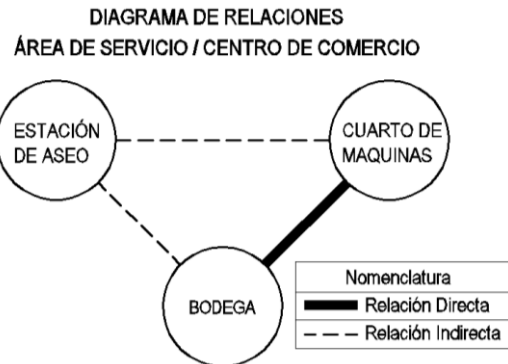 DIAGRAMA DE RELACIONES
ÁREA DE SERVICIO / CENTRO DE COMERCIO
ESTACIÓN
DE ASEO
CUARTO DE
MAQUINAS
BODEGA
Nomenclatura
Relación Directa
Relación Indirecta